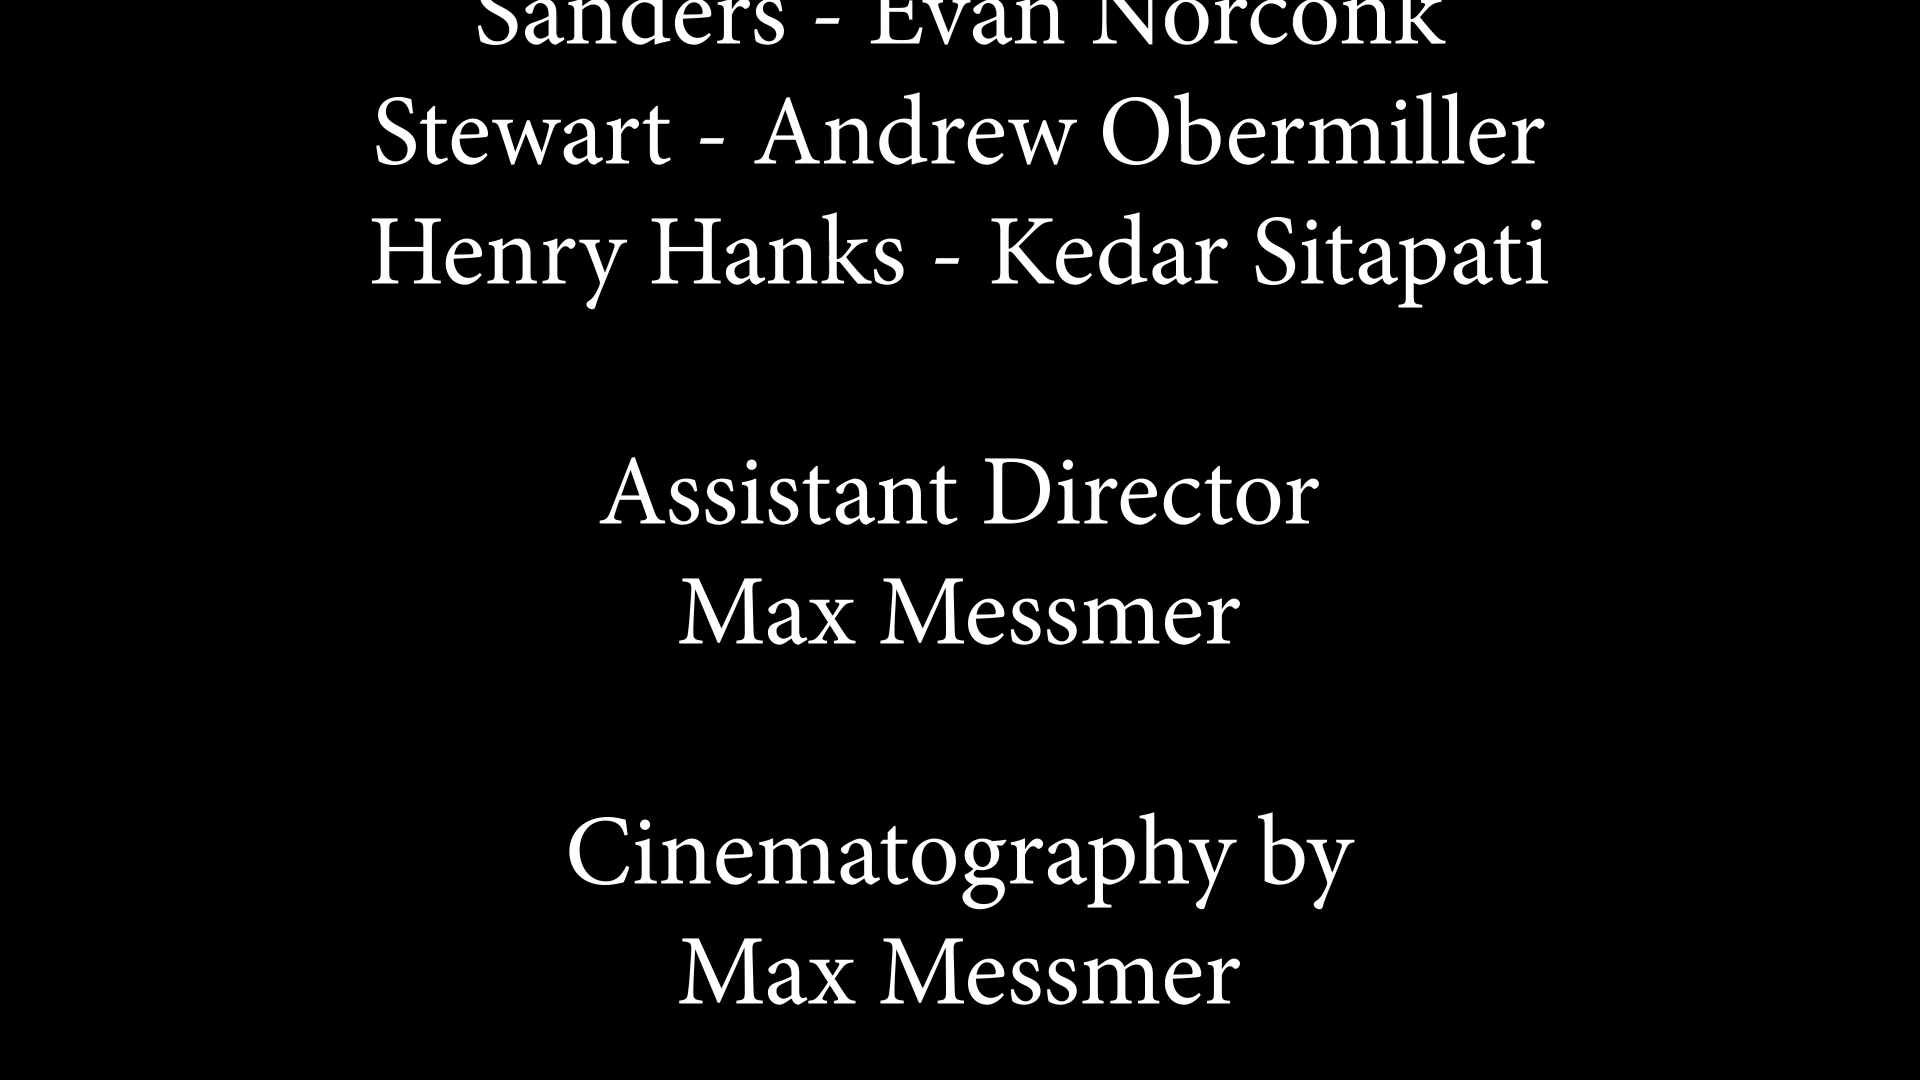 Sanders - Evan Norconk
Stewart - Andrew Obermiller
Henry Hanks - Kedar Sitapati
Assistant Director
Max Messmer
Cinematography by
Max Messmer